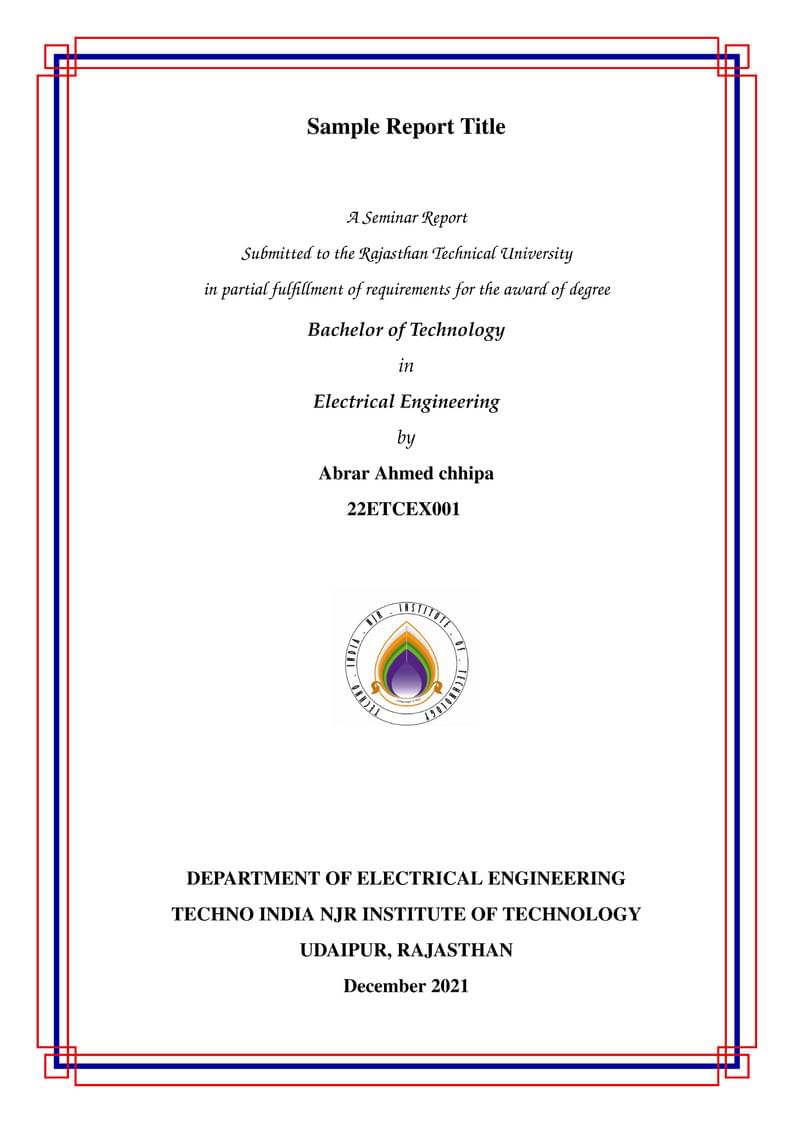 Sample Report Title
A Seminar Report
Submitted to the Rajasthan Technical University
in partial fulfillment of requirements for the award of degree
Bachelor of Technology
in
Electrical Engineering
by
Abrar Ahmed chhipa
22ETCEX001
TECHNO · INDIA · NJR · INSTITUTE · OF · TECHNOLOGY
DEPARTMENT OF ELECTRICAL ENGINEERING
TECHNO INDIA NJR INSTITUTE OF TECHNOLOGY
UDAIPUR, RAJASTHAN
December 2021